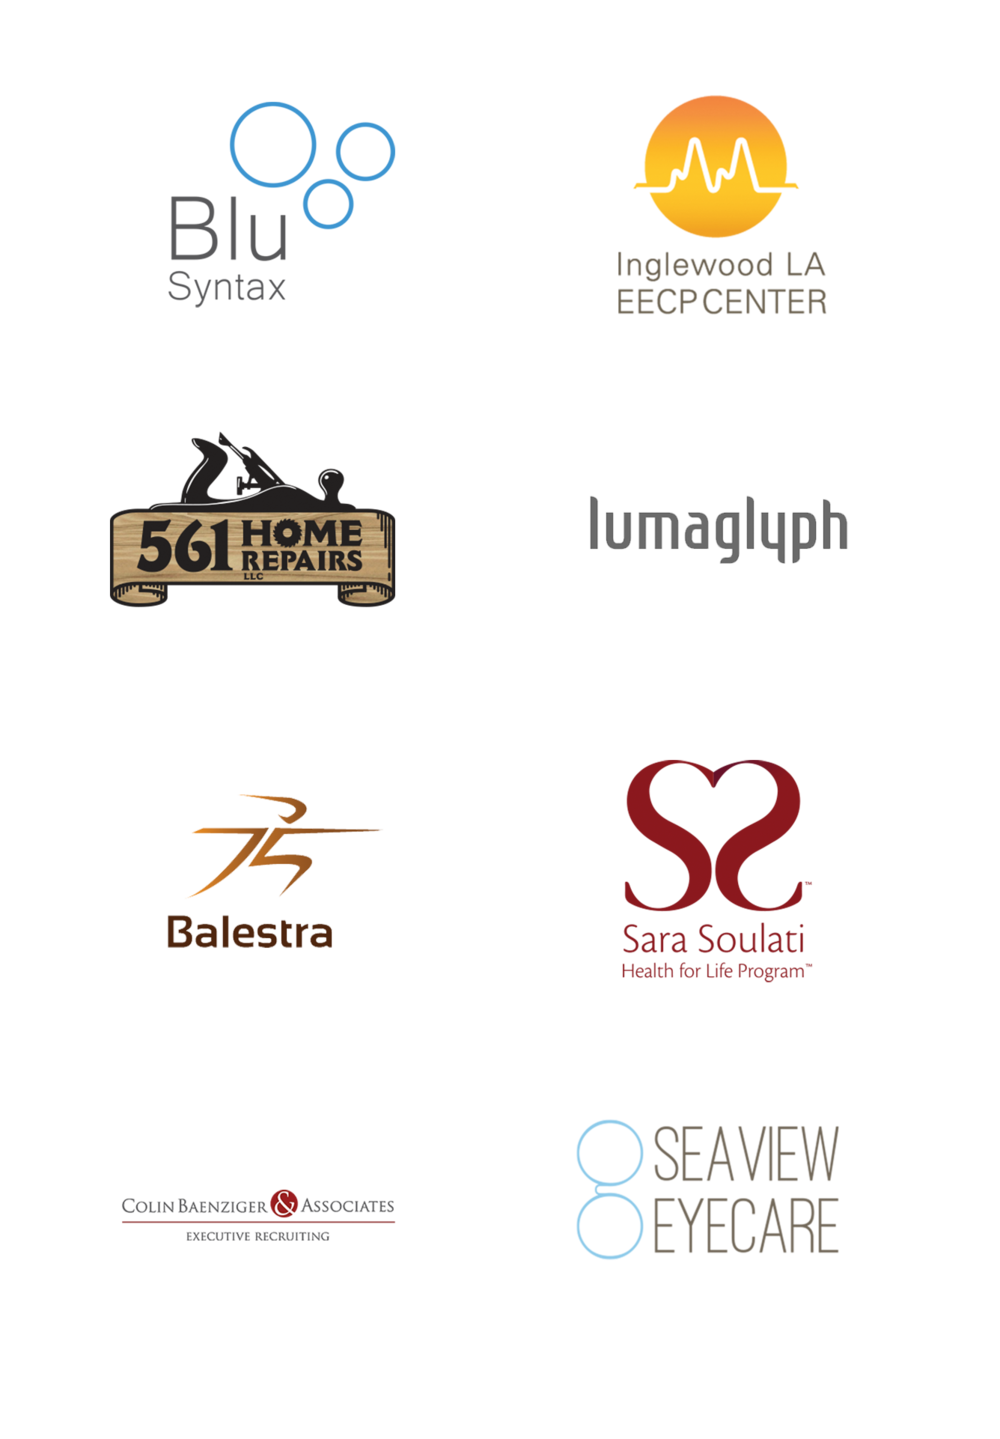 Blu
Syntax
Inglewood LA
EECP CENTER
561 HOME
REPAIRS
LLC
lumaglyph
Balestra
™
Sara Soulati
Health for Life Program™
COLIN BAENZIGER & ASSOCIATES
EXECUTIVE RECRUITING
SEAVIEW
EYECARE